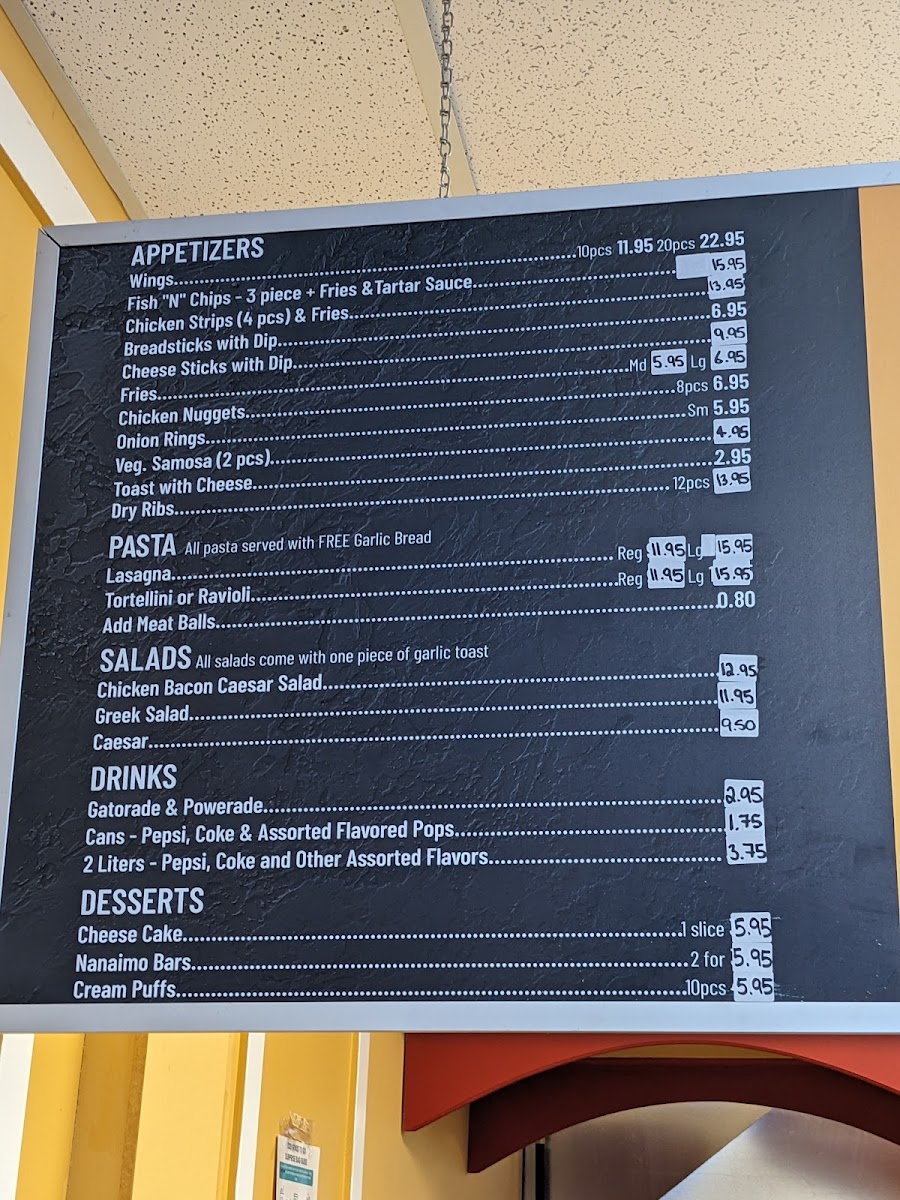 APPETIZERS
Wings 10pcs 11.95 20pcs 22.95
Fish "N" Chips - 3 piece + Fries &Tartar Sauce 15.95
Chicken Strips (4 pcs) & Fries 13.95
Breadsticks with Dip 6.95
Cheese Sticks with Dip 9.95
Fries Md 5.95 Lg 6.95
Chicken Nuggets 8pcs 6.95
Onion Rings Sm 5.95
Veg. Samosa (2 pcs) 4.95
Toast with Cheese 2.95
Dry Ribs 12pcs 13.95
PASTA All pasta served with FREE Garlic Bread
Lasagna Reg 11.95 Lg 15.95
Tortellini or Ravioli Reg 11.95 Lg 15.95
Add Meat Balls 0.80
SALADS All salads come with one piece of garlic toast
Chicken Bacon Caesar Salad 12.95
Greek Salad 11.95
Caesar 9.50
DRINKS
Gatorade & Powerade 2.95
Cans - Pepsi, Coke & Assorted Flavored Pops 1.75
2 Liters - Pepsi, Coke and Other Assorted Flavors 3.75
DESSERTS
Cheese Cake 1 slice 5.95
Nanaimo Bars 2 for 5.95
Cream Puffs 10pcs 5.95